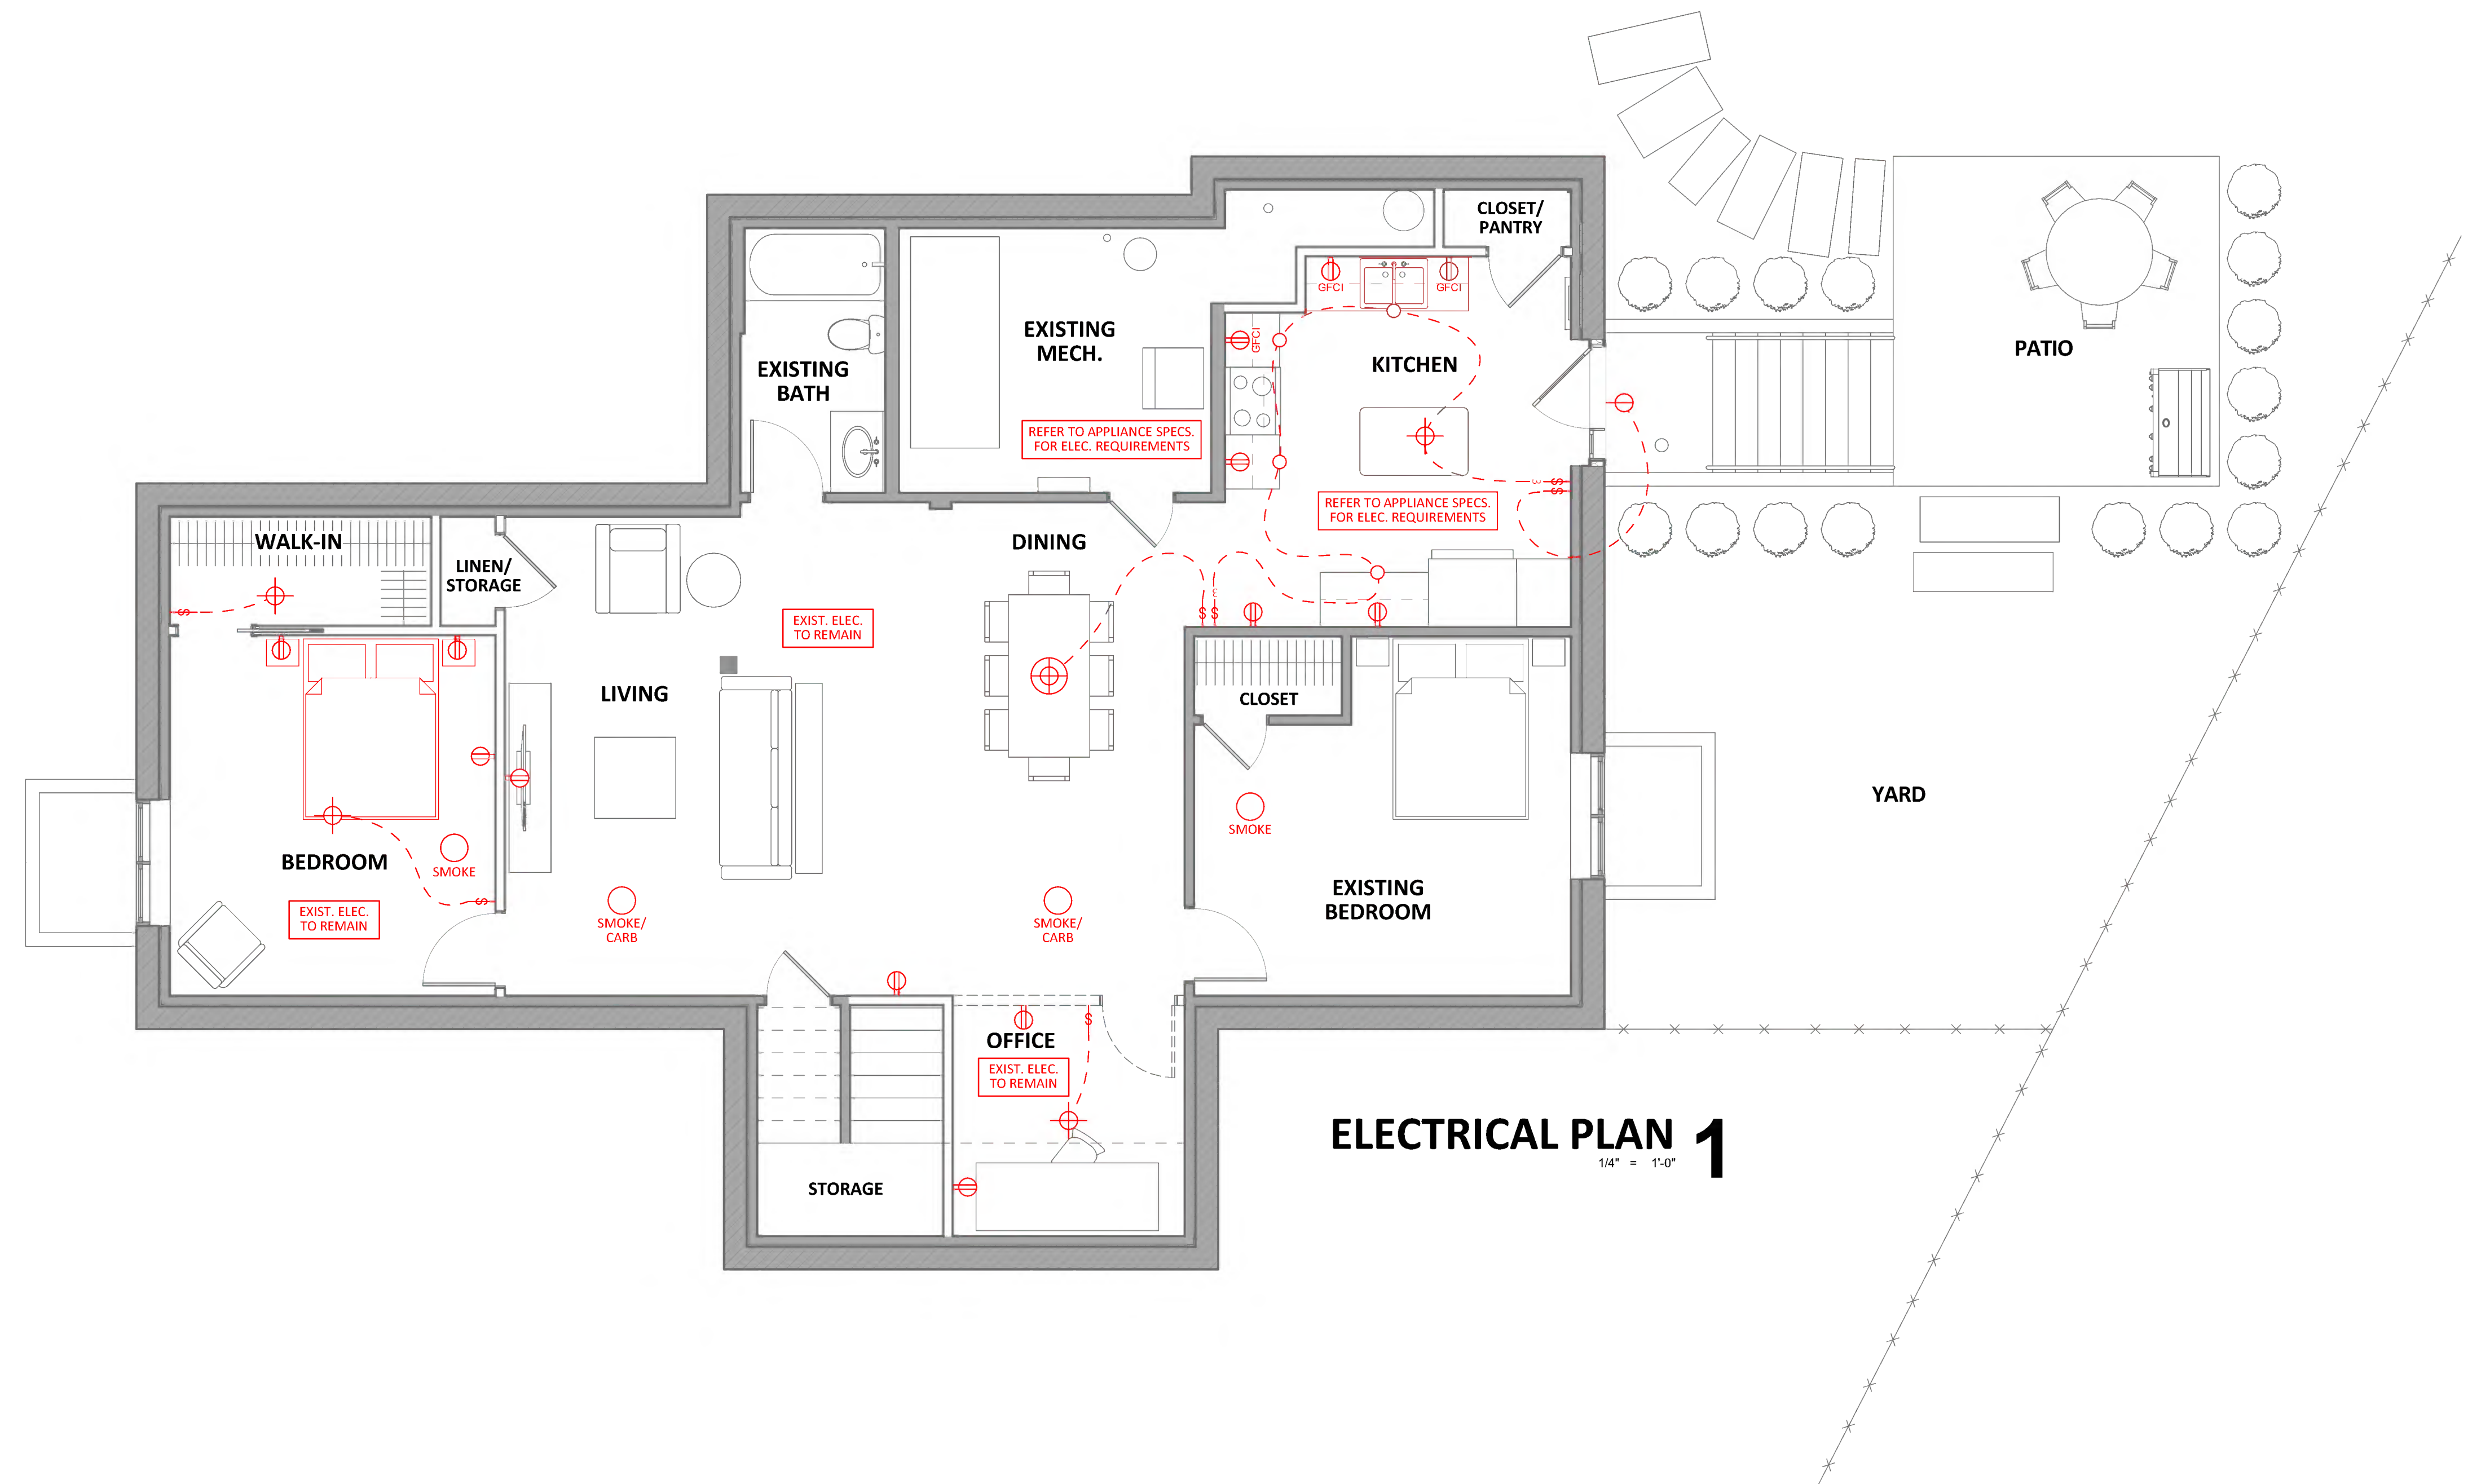 CLOSET/
PANTRY
GFCI
GFCI
EXISTING
MECH.
GFCI
KITCHEN
PATIO
EXISTING
BATH
REFER TO APPLIANCE SPECS.
FOR ELEC. REQUIREMENTS
$
3
$
REFER TO APPLIANCE SPECS.
FOR ELEC. REQUIREMENTS
WALK-IN
LINEN/
STORAGE
DINING
$
3
$ $
EXIST. ELEC.
TO REMAIN
LIVING
CLOSET
YARD
SMOKE
BEDROOM
SMOKE
$
EXIST. ELEC.
TO REMAIN
SMOKE/
CARB
SMOKE/
CARB
EXISTING
BEDROOM
$
OFFICE
EXIST. ELEC.
TO REMAIN
STORAGE
ELECTRICAL PLAN 1
1/4" = 1'-0"